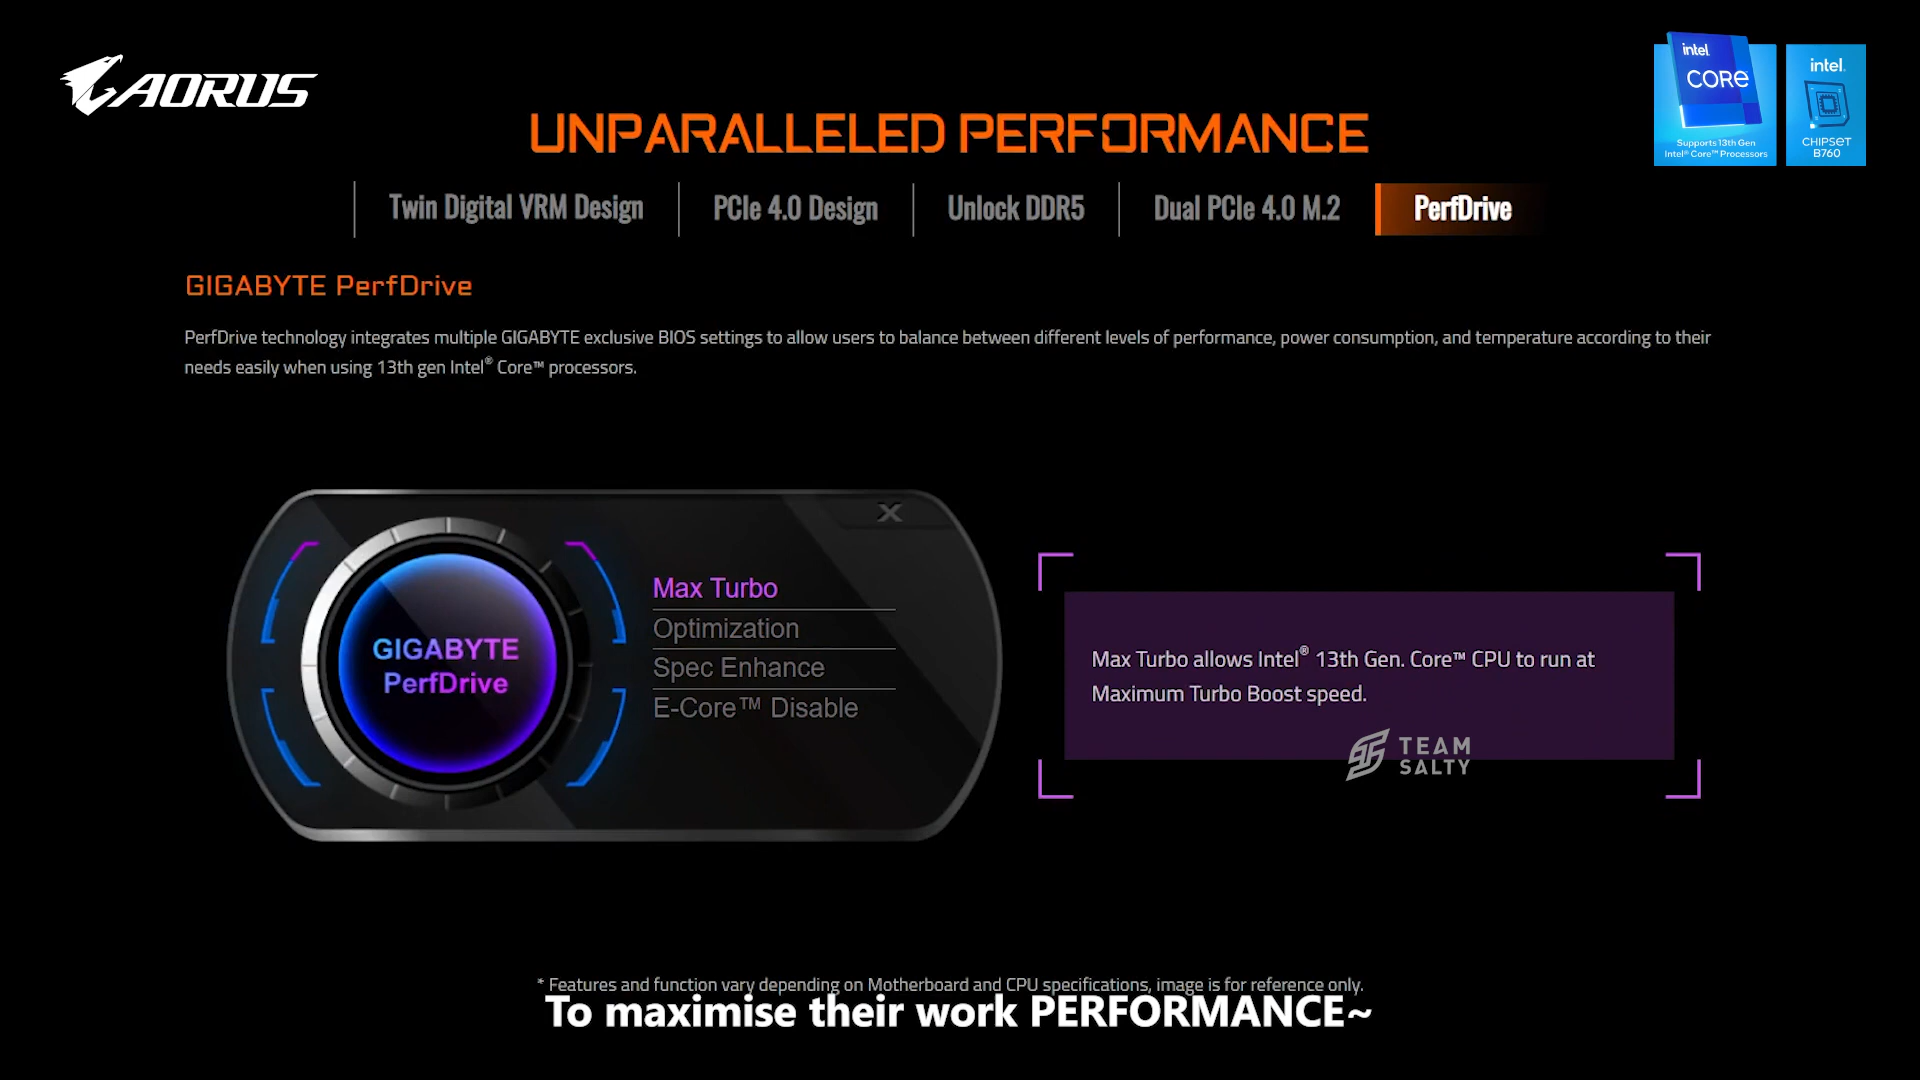 AORUS
intel
CORE
Supports 13th Gen
Intel® Core™ Processors
intel.
CHIPSET
B760
UNPARALLELED PERFORMANCE
Twin Digital VRM Design
PCIe 4.0 Design
Unlock DDR5
Dual PCIe 4.0 M.2
PerfDrive
GIGABYTE PerfDrive
PerfDrive technology integrates multiple GIGABYTE exclusive BIOS settings to allow users to balance between different levels of performance, power consumption, and temperature according to their
needs easily when using 13th gen Intel® Core™ processors.
X
GIGABYTE
PerfDrive
Max Turbo
Optimization
Spec Enhance
E-Core™ Disable
Max Turbo allows Intel® 13th Gen. Core™ CPU to run at
Maximum Turbo Boost speed.
TEAM
SALTY
* Features and function vary depending on Motherboard and CPU specifications, image is for reference only.
To maximise their work PERFORMANCE~